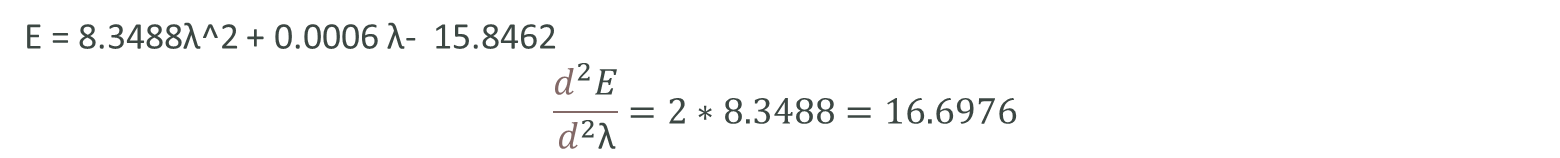 E = 8.3488λ^2 + 0.0006 λ-  15.8462
d²E/d²λ = 2 ∗ 8.3488 = 16.6976